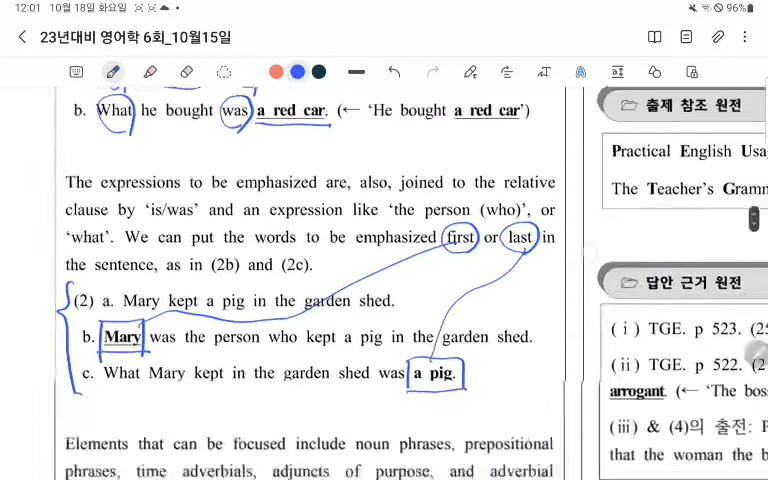 12:01 10월 18일 화요일
96%
23년대비 영어학 6회_10월15일
b. What he bought was a red car. (← ‘He bought a red car’)
The expressions to be emphasized are, also, joined to the relative
clause by ‘is/was’ and an expression like ‘the person (who)’, or
‘what’. We can put the words to be emphasized first or last in
the sentence, as in (2b) and (2c).
(2) a. Mary kept a pig in the garden shed.
b. Mary was the person who kept a pig in the garden shed.
c. What Mary kept in the garden shed was a pig.
Elements that can be focused include noun phrases, prepositional
phrases, time adverbials, adjuncts of purpose, and adverbial
출제 참조 원전
Practical English Usa
The Teacher’s Gramm
답안 근거 원전
(ⅰ) TGE. p 523. (2
(ⅱ) TGE. p 522. (2
arrogant. (← ‘The bos
(ⅲ) & (4)의 출전: P
that the woman the b